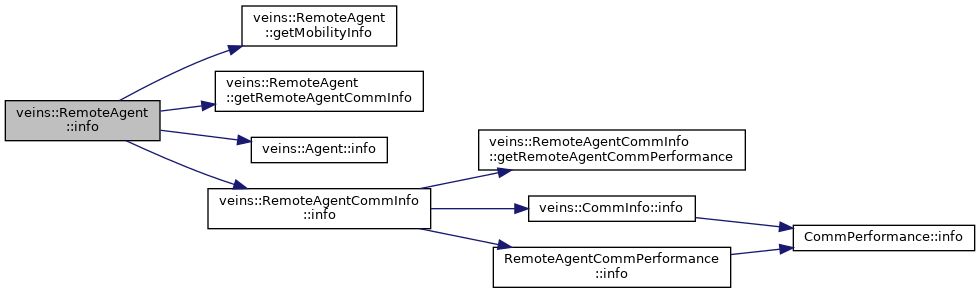 veins::RemoteAgent
::getMobilityInfo
veins::RemoteAgent
::getRemoteAgentCommInfo
veins::RemoteAgent
::info
veins::Agent::info
veins::RemoteAgentCommInfo
::getRemoteAgentCommPerformance
veins::RemoteAgentCommInfo
::info
veins::CommInfo::info
CommPerformance::info
RemoteAgentCommPerformance
::info